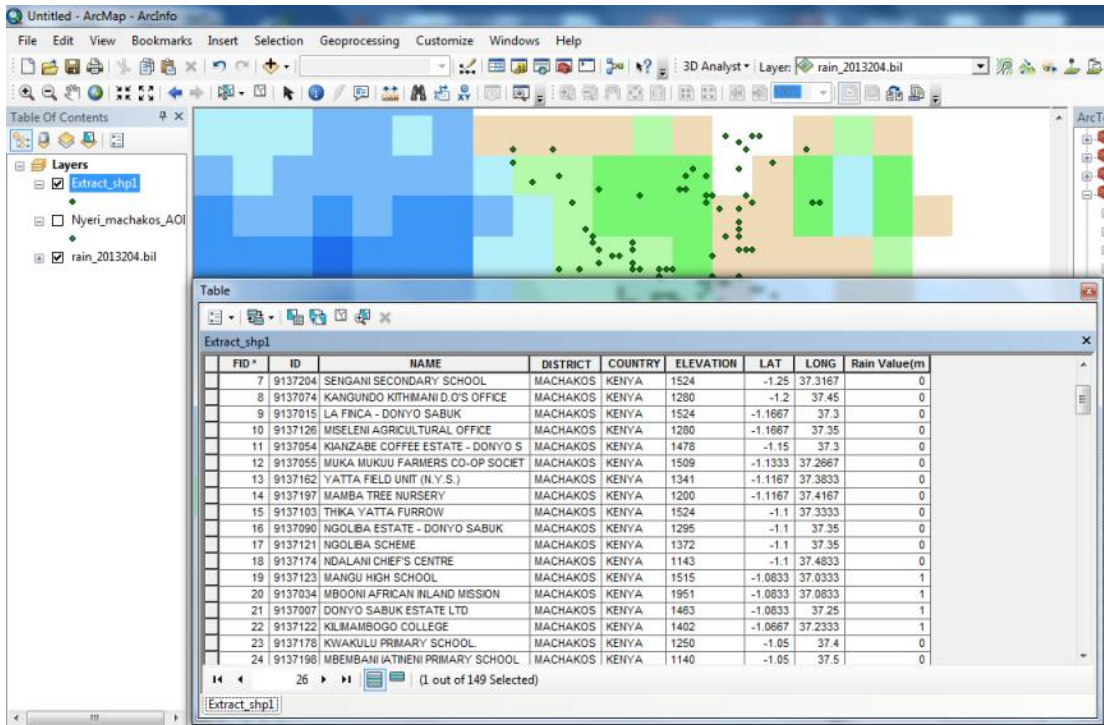 Untitled - ArcMap - ArcInfo
File Edit View Bookmarks Insert Selection Geoprocessing Customize Windows Help
3D Analyst Layer: rain_2013204.bil
100%
Table Of Contents
ArcT
Layers
Extract_shp1
Nyeri_machakos_AOI
rain_2013204.bil
Table
Extract_shp1
FID * ID NAME DISTRICT COUNTRY ELEVATION LAT LONG Rain Value(m
7 9137204 SENGANI SECONDARY SCHOOL MACHAKOS KENYA 1524 -1.25 37.3167 0
8 9137074 KANGUNDO KITHIMANI D.O'S OFFICE MACHAKOS KENYA 1280 -1.2 37.45 0
9 9137015 LA FINCA - DONYO SABUK MACHAKOS KENYA 1524 -1.1667 37.3 0
10 9137126 MISELENI AGRICULTURAL OFFICE MACHAKOS KENYA 1280 -1.1667 37.35 0
11 9137054 KIANZABE COFFEE ESTATE - DONYO S MACHAKOS KENYA 1478 -1.15 37.3 0
12 9137055 MUKA MUKUU FARMERS CO-OP SOCIET MACHAKOS KENYA 1509 -1.1333 37.2667 0
13 9137162 YATTA FIELD UNIT (N.Y.S.) MACHAKOS KENYA 1341 -1.1167 37.3833 0
14 9137197 MAMBA TREE NURSERY MACHAKOS KENYA 1200 -1.1167 37.4167 0
15 9137103 THIKA YATTA FURROW MACHAKOS KENYA 1524 -1.1 37.3333 0
16 9137090 NGOLIBA ESTATE - DONYO SABUK MACHAKOS KENYA 1295 -1.1 37.35 0
17 9137121 NGOLIBA SCHEME MACHAKOS KENYA 1372 -1.1 37.35 0
18 9137174 NDALANI CHIEF'S CENTRE MACHAKOS KENYA 1143 -1.1 37.4833 0
19 9137123 MANGU HIGH SCHOOL MACHAKOS KENYA 1515 -1.0833 37.0333 1
20 9137034 MBOONI AFRICAN INLAND MISSION MACHAKOS KENYA 1951 -1.0833 37.0833 1
21 9137007 DONYO SABUK ESTATE LTD MACHAKOS KENYA 1463 -1.0833 37.25 1
22 9137122 KILIMAMBOGO COLLEGE MACHAKOS KENYA 1402 -1.0667 37.2333 1
23 9137178 KWAKULU PRIMARY SCHOOL. MACHAKOS KENYA 1250 -1.05 37.4 0
24 9137198 MBEMBANI IATINENI PRIMARY SCHOOL MACHAKOS KENYA 1140 -1.05 37.5 0
26 (1 out of 149 Selected)
Extract_shp1